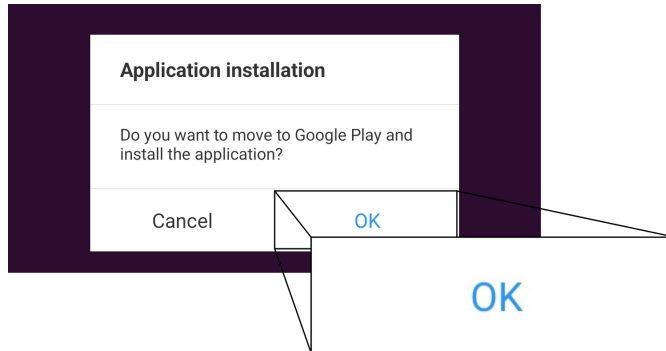 Application installation
Do you want to move to Google Play and
install the application?
Cancel
OK
OK